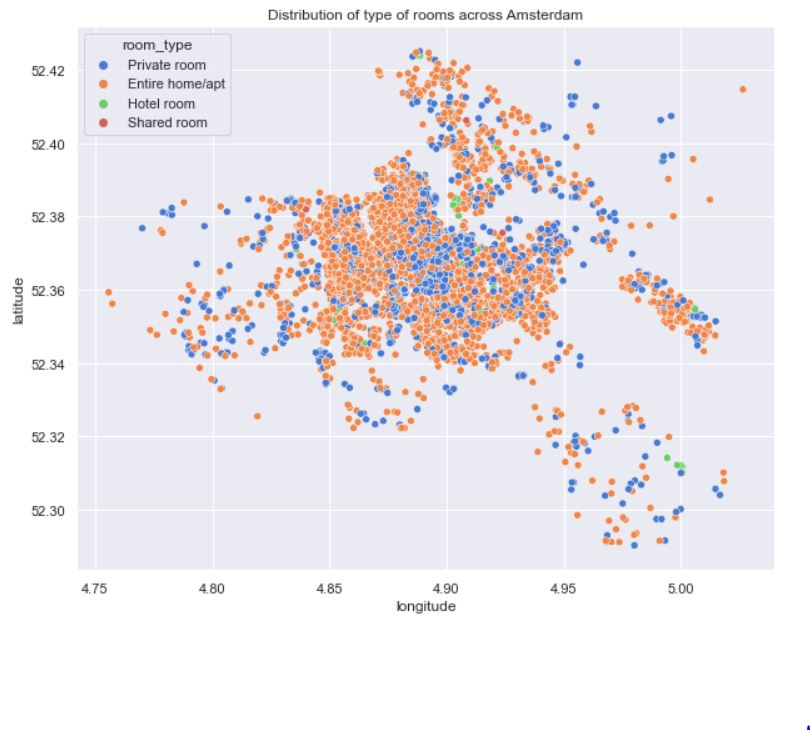 Distribution of type of rooms across Amsterdam
room_type
Private room
Entire home/apt
Hotel room
Shared room
52.42
52.40
52.38
52.36
52.34
52.32
52.30
latitude
4.75 4.80 4.85 4.90 4.95 5.00
longitude